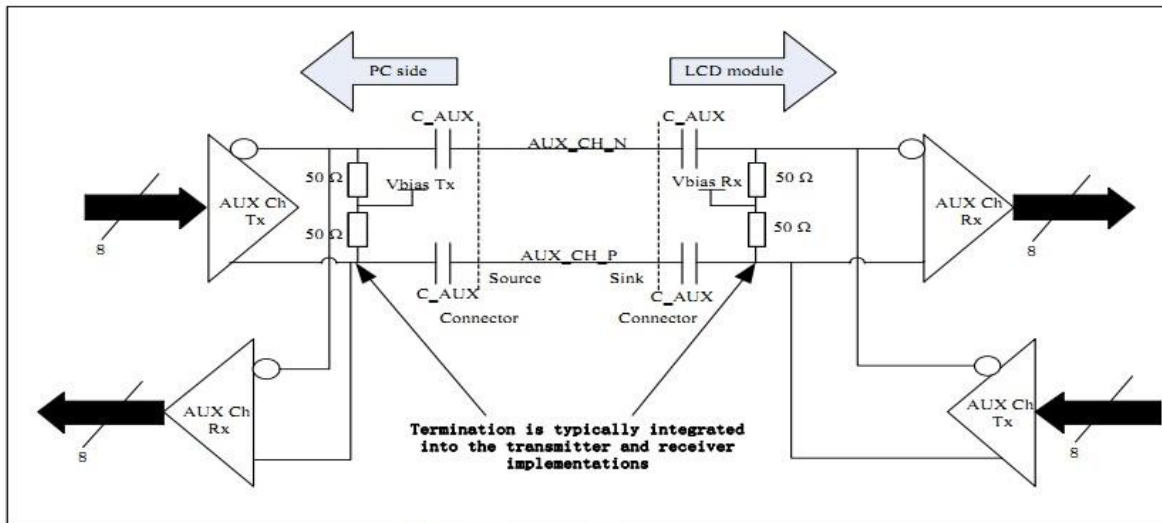 PC side
LCD module
C_AUX
C_AUX
AUX_CH_N
50 Ω
Vbias Tx
Vbias Rx
50 Ω
AUX Ch
Tx
AUX Ch
Rx
8
50 Ω
50 Ω
8
AUX_CH_P
Source
Sink
C_AUX
C_AUX
Connector
Connector
AUX Ch
Rx
8
Termination is typically integrated
into the transmitter and receiver
implementations
AUX Ch
Tx
8